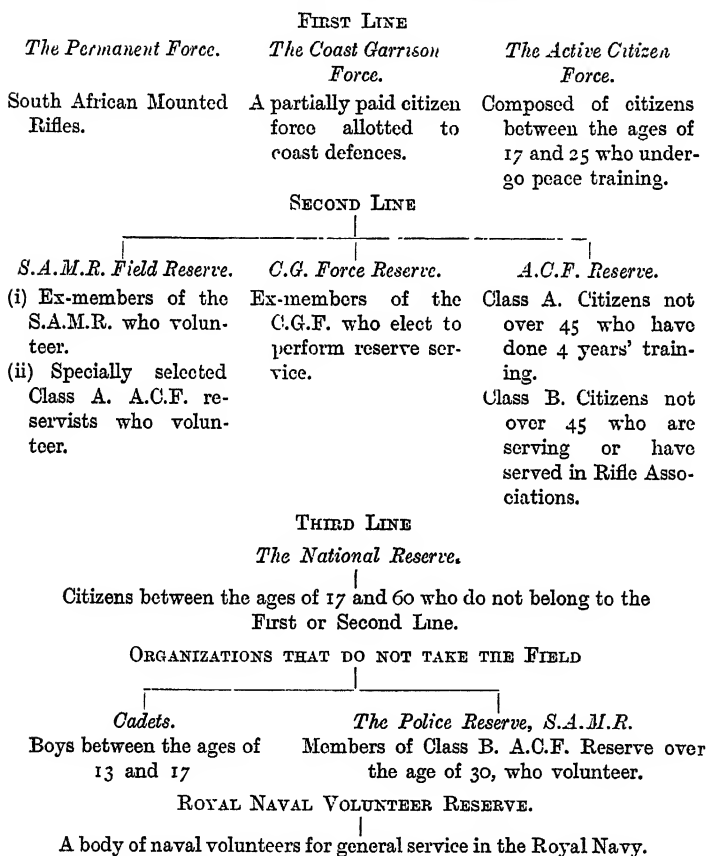 FIRST LINE
The Permanent Force.
South African Mounted
Rifles.
The Coast Garrison
Force.
A partially paid citizen
force allotted to
coast defences.
The Active Citizen
Force.
Composed of citizens
between the ages of
17 and 25 who under-
go peace training.
SECOND LINE
S.A.M.R. Field Reserve.
(i) Ex-members of the
S.A.M.R. who volun-
teer.
(ii) Specially selected
Class A. A.C.F. re-
servists who volun-
teer.
C.G. Force Reserve.
Ex-members of the
C.G.F. who elect to
perform reserve ser-
vice.
A.C.F. Reserve.
Class A. Citizens not
over 45 who have
done 4 years' train-
ing.
Class B. Citizens not
over 45 who are
serving or have
served in Rifle Asso-
ciations.
THIRD LINE
The National Reserve.
Citizens between the ages of 17 and 60 who do not belong to the
First or Second Line.
ORGANIZATIONS THAT DO NOT TAKE THE FIELD
Cadets.
Boys between the ages of
13 and 17
The Police Reserve, S.A.M.R.
Members of Class B. A.C.F. Reserve over
the age of 30, who volunteer.
ROYAL NAVAL VOLUNTEER RESERVE.
A body of naval volunteers for general service in the Royal Navy.